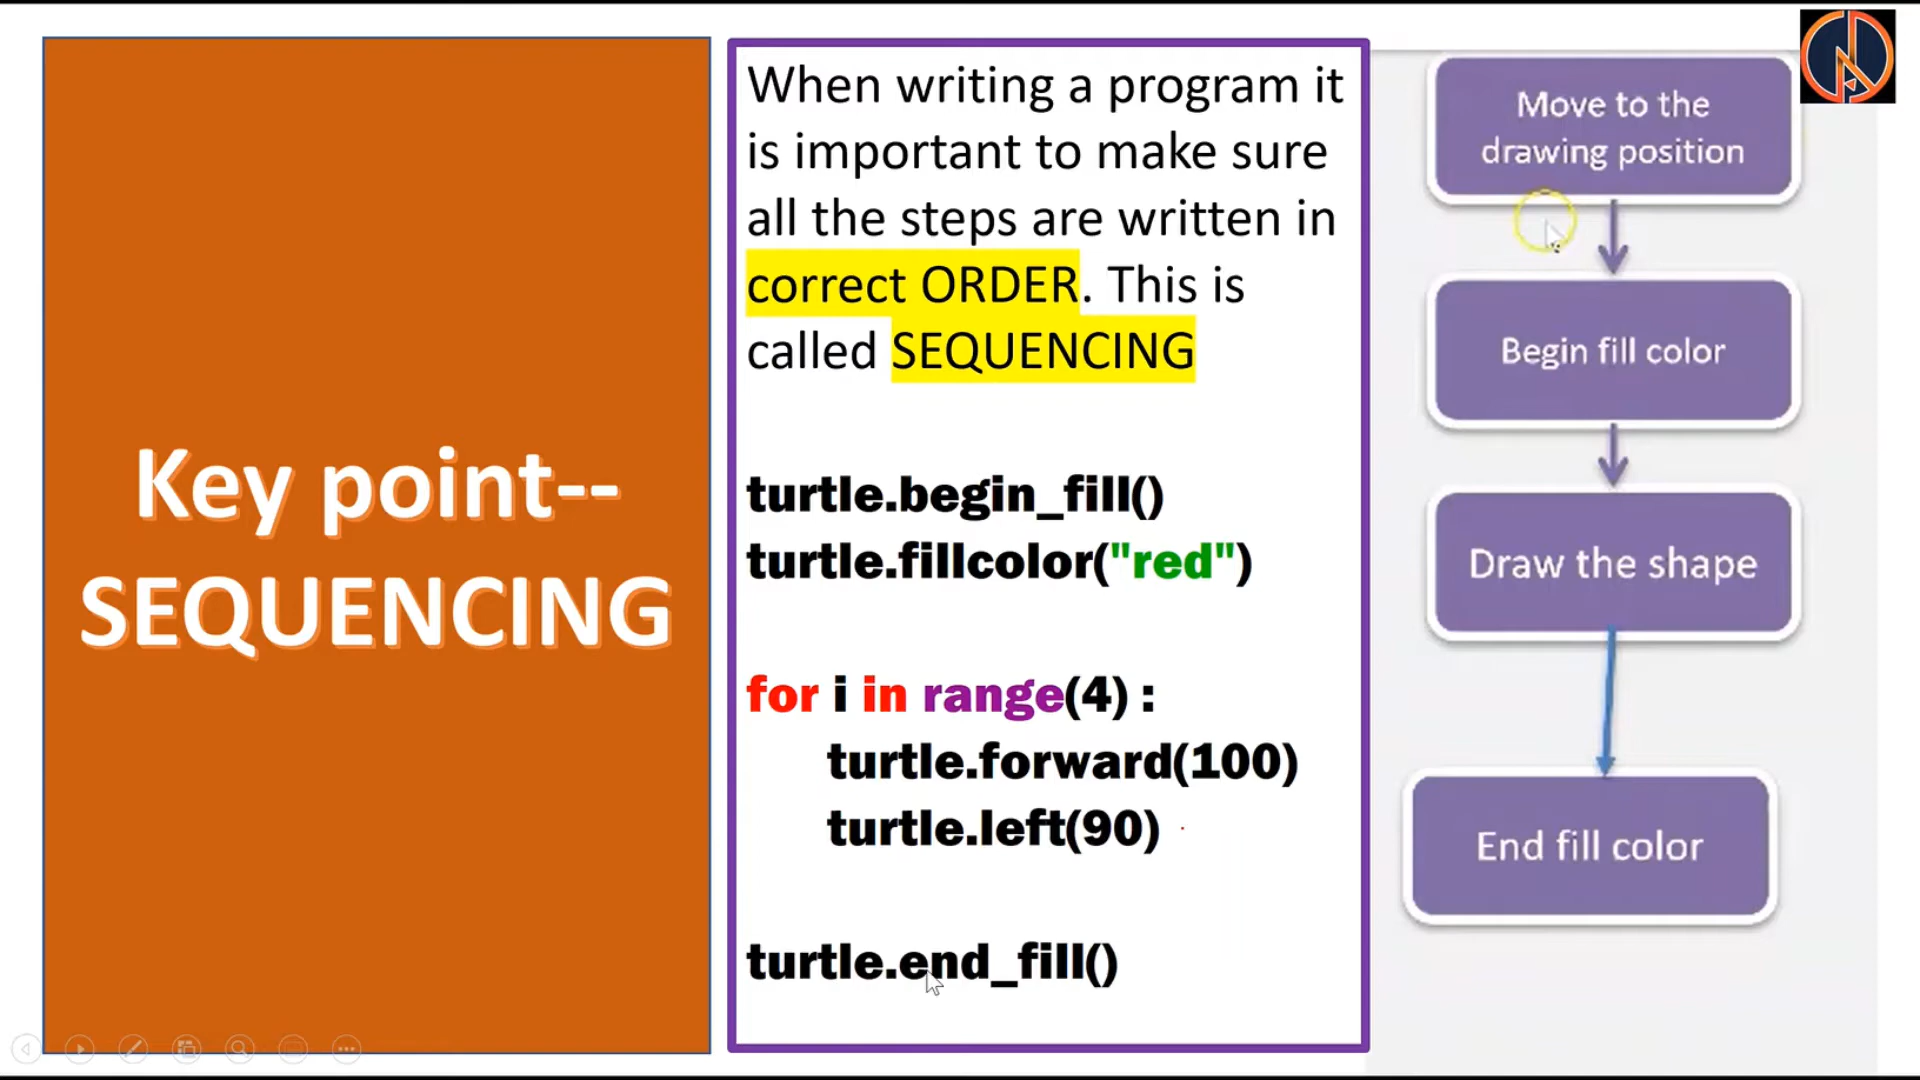 Key point--
SEQUENCING
When writing a program it
is important to make sure
all the steps are written in
correct ORDER. This is
called SEQUENCING
turtle.begin_fill()
turtle.fillcolor("red")
for i in range(4) :
turtle.forward(100)
turtle.left(90)
turtle.end_fill()
Move to the
drawing position
Begin fill color
Draw the shape
End fill color